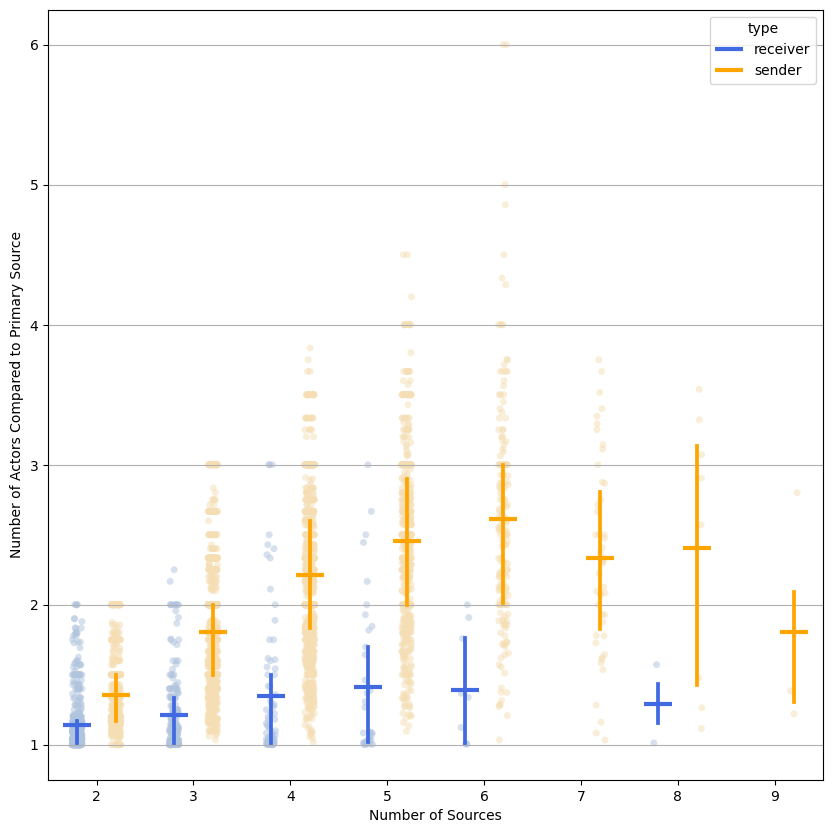 type
receiver
sender
6
5
4
3
2
1
Number of Actors Compared to Primary Source
2 3 4 5 6 7 8 9
Number of Sources